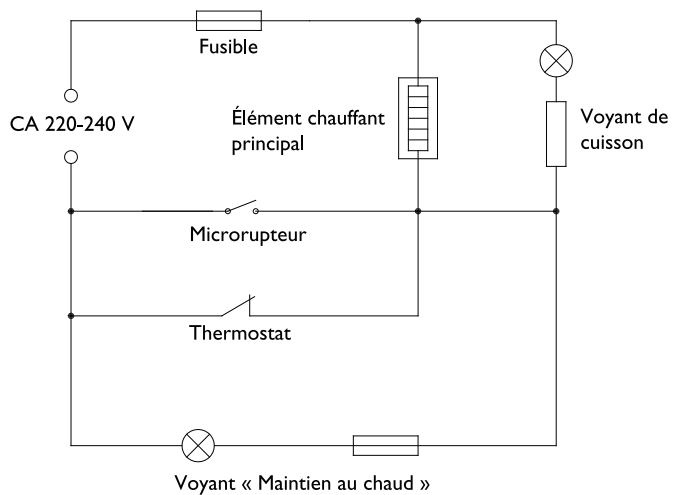 Fusible
CA 220-240 V
Élément chauffant
principal
Voyant de
cuisson
Microrupteur
Thermostat
Voyant « Maintien au chaud »